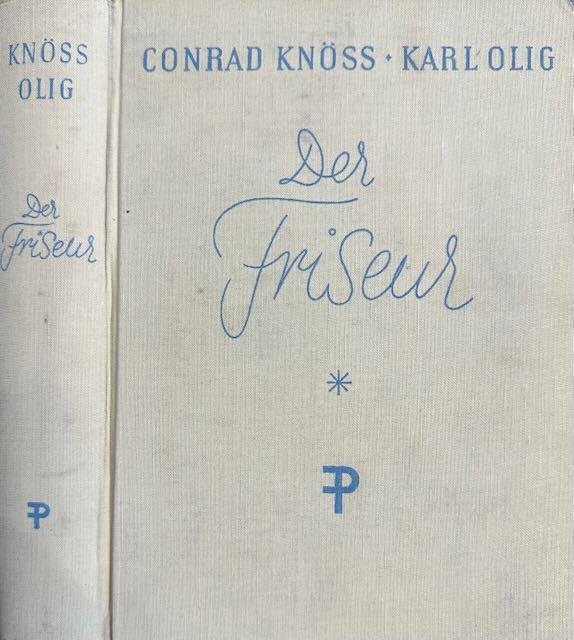 KNÖSS
OLIG
Der
Friseur
CONRAD KNÖSS · KARL OLIG
Der
Friseur
*